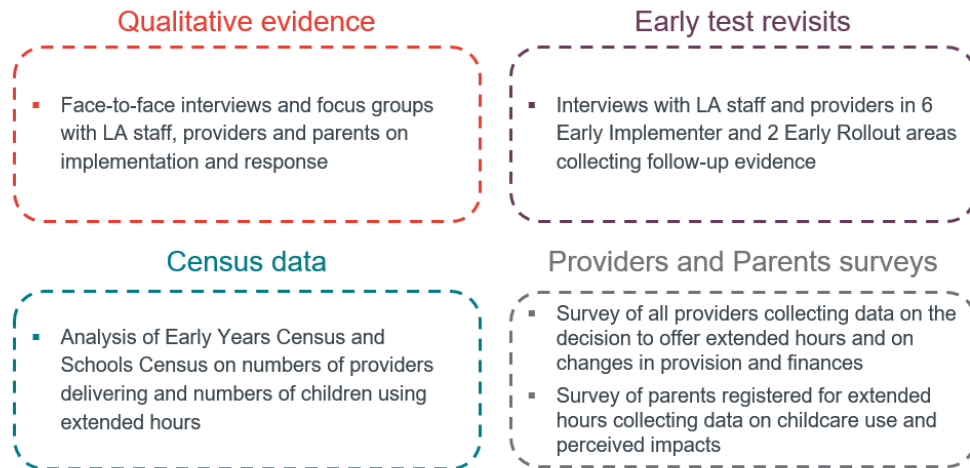 Qualitative evidence
▪ Face-to-face interviews and focus groups
with LA staff, providers and parents on
implementation and response
Early test revisits
▪ Interviews with LA staff and providers in 6
Early Implementer and 2 Early Rollout areas
collecting follow-up evidence
Census data
▪ Analysis of Early Years Census and
Schools Census on numbers of providers
delivering and numbers of children using
extended hours
Providers and Parents surveys
▪ Survey of all providers collecting data on the
decision to offer extended hours and on
changes in provision and finances
▪ Survey of parents registered for extended
hours collecting data on childcare use and
perceived impacts